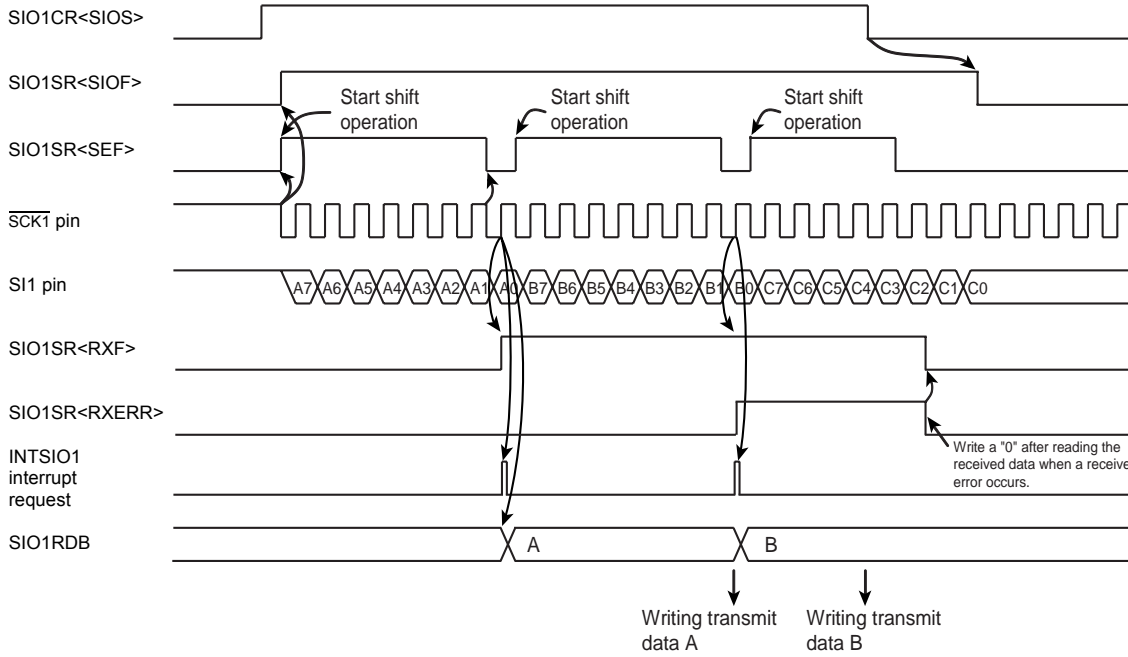 SIO1CR<SIOS>
SIO1SR<SIOF>
Start shift
operation
Start shift
operation
Start shift
operation
SIO1SR<SEF>
SCK1 pin
SI1 pin
A7 A6 A5 A4 A3 A2 A1 A0 B7 B6 B5 B4 B3 B2 B1 B0 C7 C6 C5 C4 C3 C2 C1 C0
SIO1SR<RXF>
SIO1SR<RXERR>
Write a "0" after reading the
received data when a receive
error occurs.
INTSIO1
interrupt
request
SIO1RDB
A
B
Writing transmit
data A
Writing transmit
data B